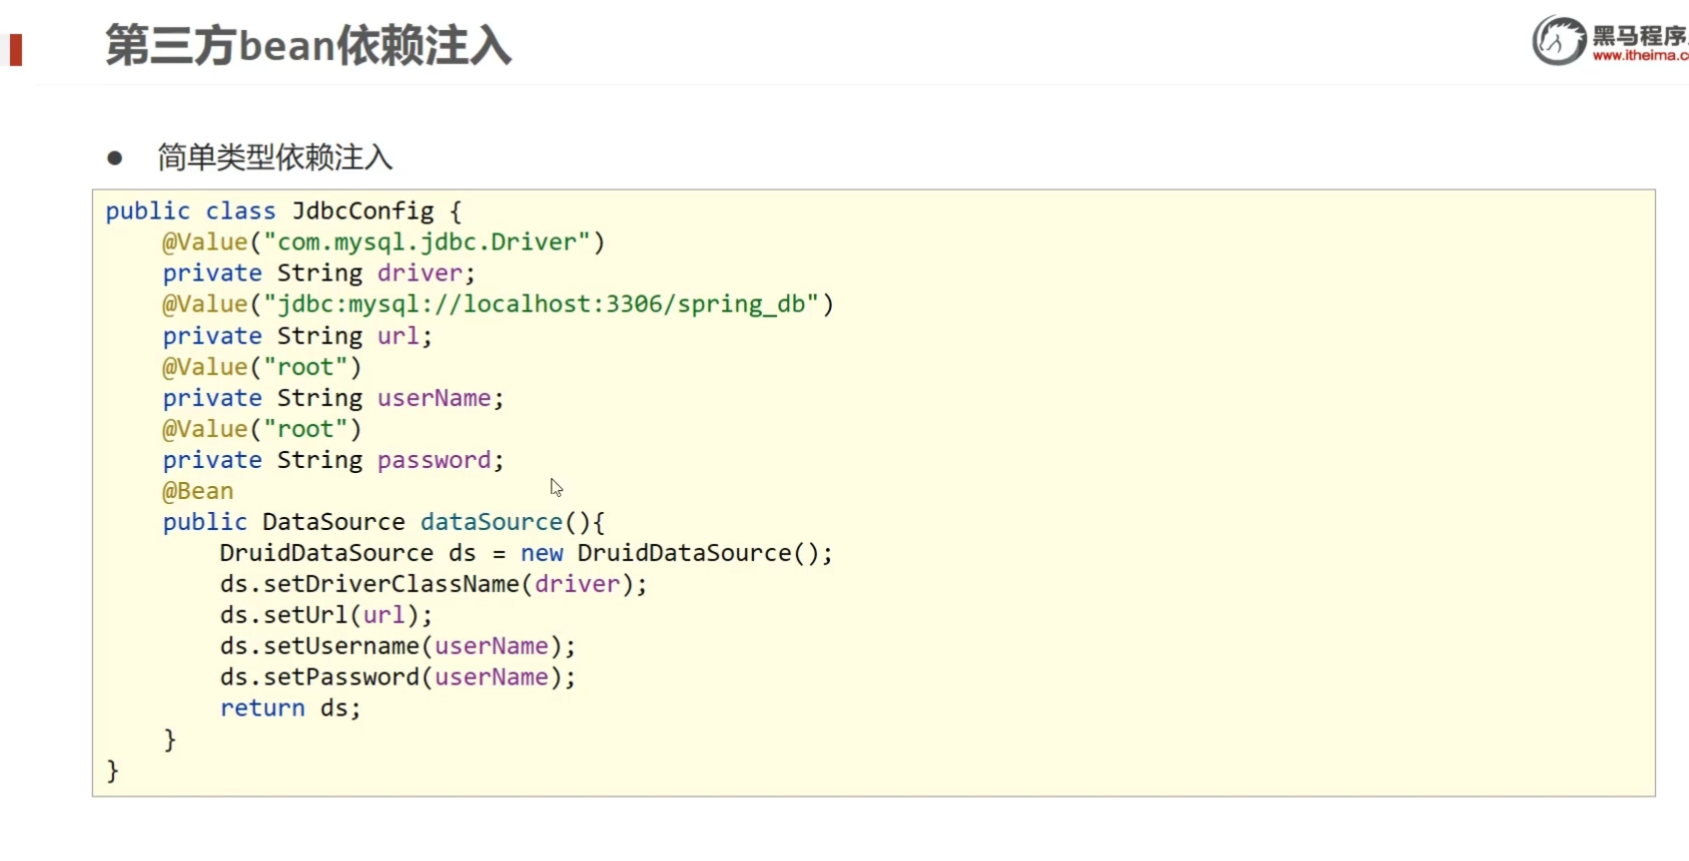 第三方bean依赖注入
黑马程序
www.itheima.c
● 简单类型依赖注入
public class JdbcConfig {
    @Value("com.mysql.jdbc.Driver")
    private String driver;
    @Value("jdbc:mysql://localhost:3306/spring_db")
    private String url;
    @Value("root")
    private String userName;
    @Value("root")
    private String password;
    @Bean
    public DataSource dataSource(){
        DruidDataSource ds = new DruidDataSource();
        ds.setDriverClassName(driver);
        ds.setUrl(url);
        ds.setUsername(userName);
        ds.setPassword(userName);
        return ds;
    }
}